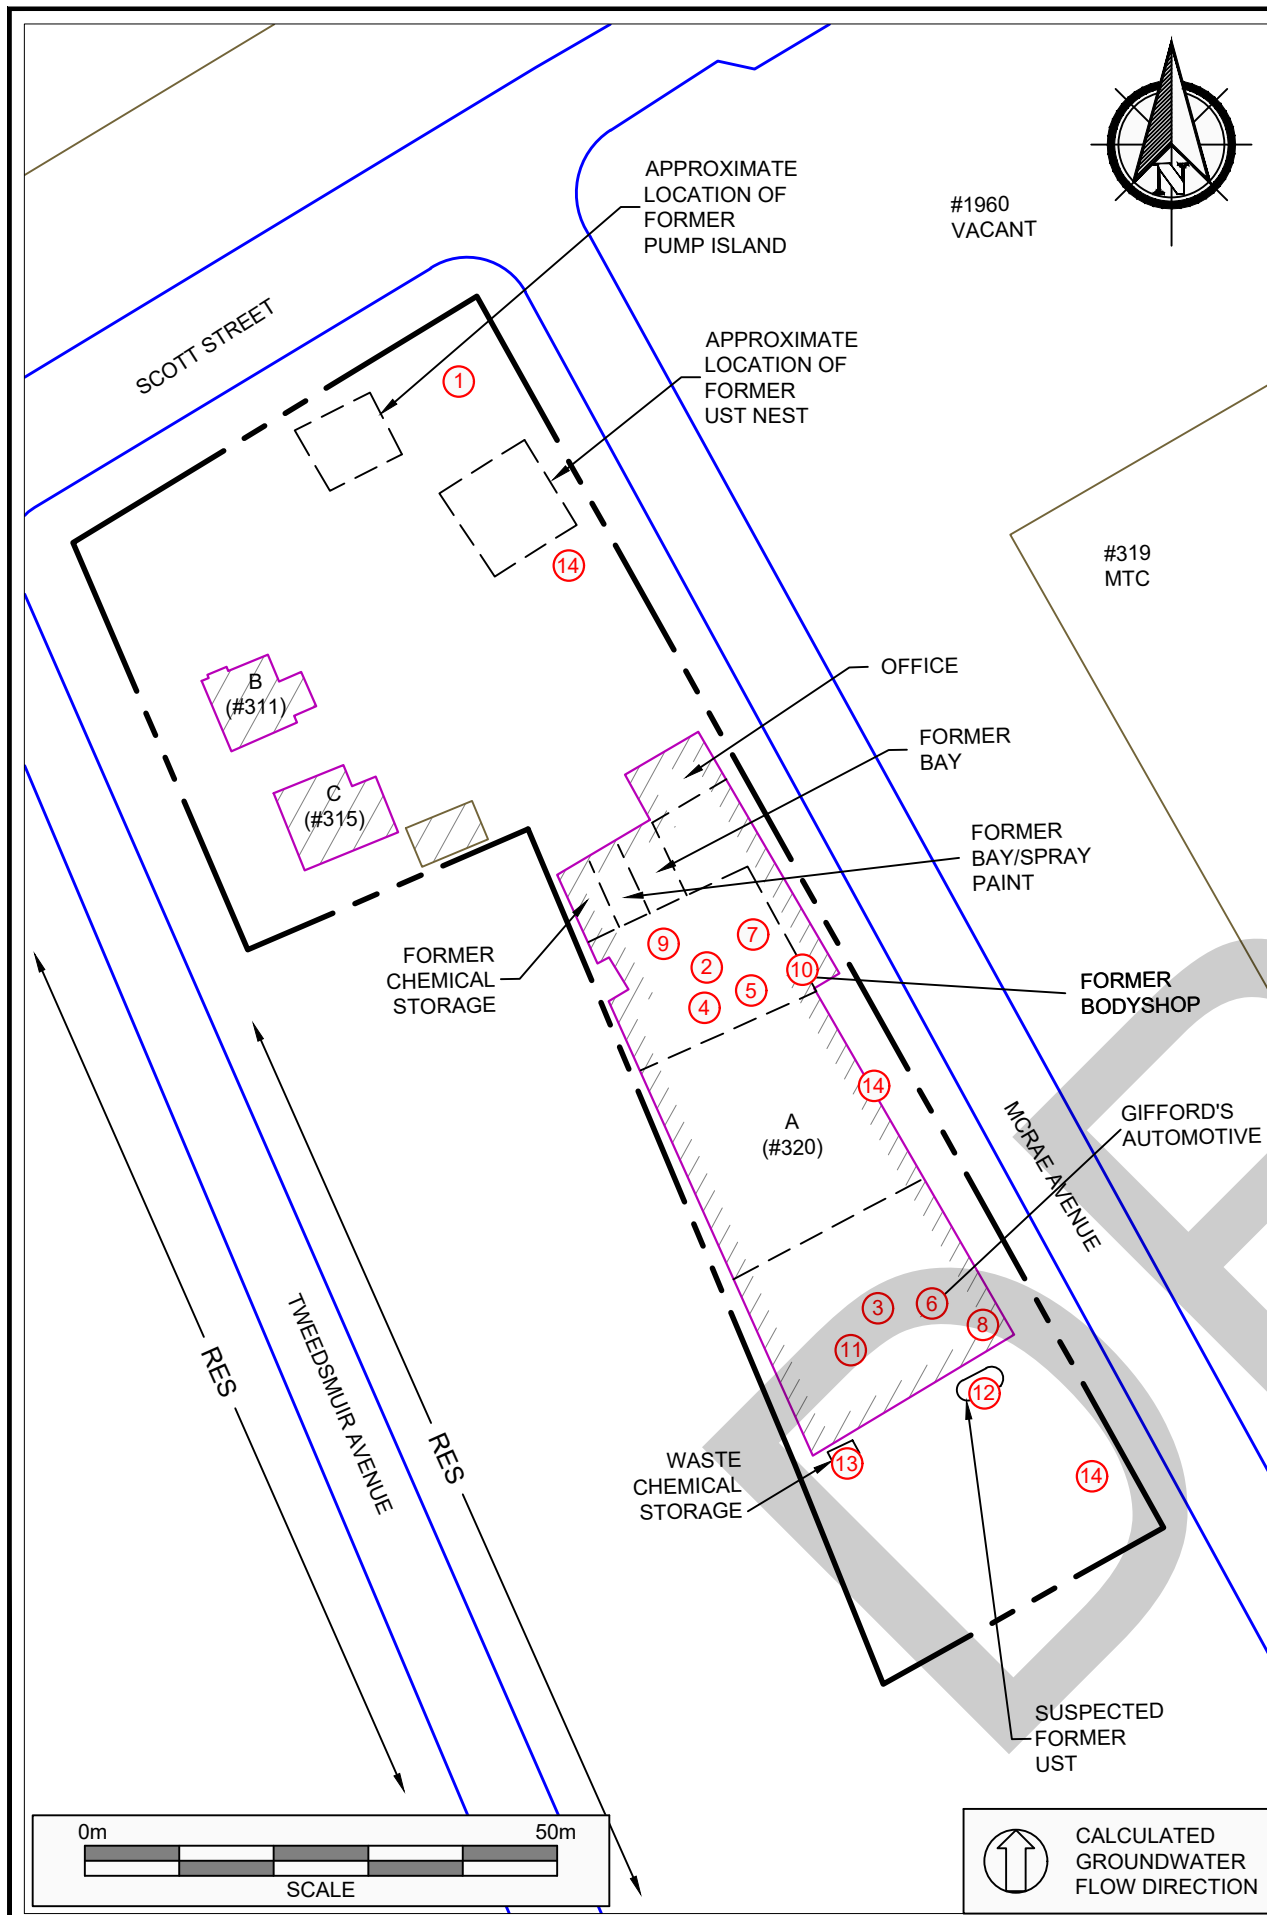 APPROXIMATE
LOCATION OF
FORMER
PUMP ISLAND
#1960
VACANT
N
SCOTT STREET
APPROXIMATE
LOCATION OF
FORMER
UST NEST
1
14
#319
MTC
OFFICE
B
(#311)
FORMER
BAY
C
(#315)
FORMER
BAY/SPRAY
PAINT
FORMER
CHEMICAL
STORAGE
9
7
2
10
5
4
FORMER
BODYSHOP
14
A
(#320)
MCRAE AVENUE
GIFFORD'S
AUTOMOTIVE
3
6
8
11
12
13
14
WASTE
CHEMICAL
STORAGE
RES
TWEEDSMUIR AVENUE
RES
SUSPECTED
FORMER
UST
0m 50m
SCALE
CALCULATED
GROUNDWATER
FLOW DIRECTION